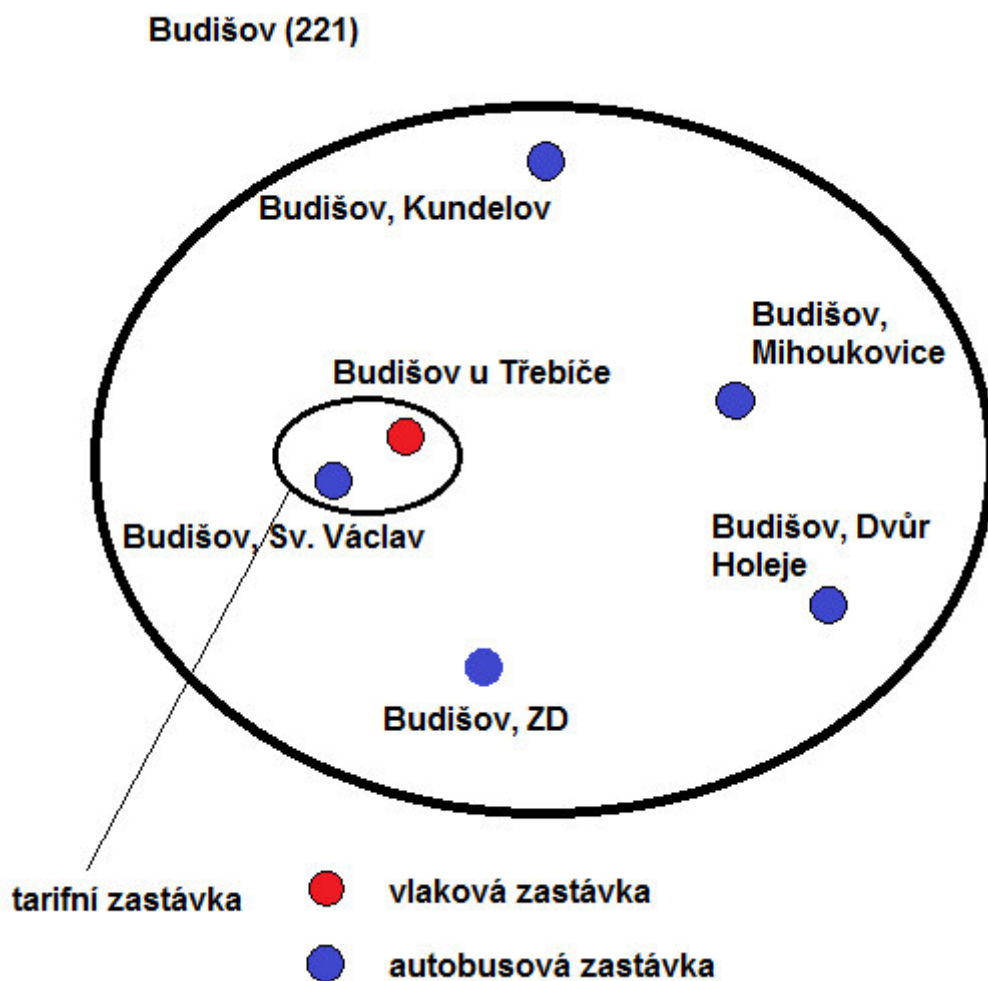 Budišov (221)
Budišov, Kundelov
Budišov,
Mihoukovice
Budišov u Třebíče
Budišov, Sv. Václav
Budišov, Dvůr
Holeje
Budišov, ZD
tarifní zastávka
vlaková zastávka
autobusová zastávka